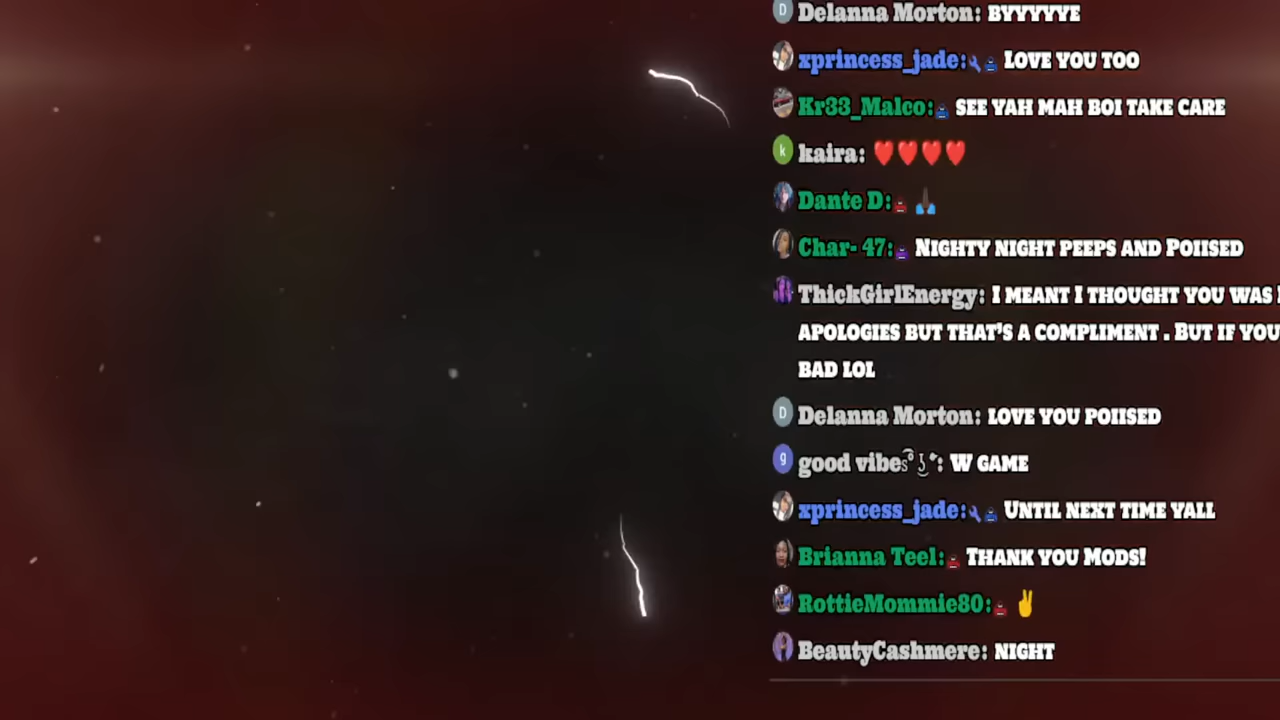 Delanna Morton: BYYYYYE
xprincess_jade: LOVE YOU TOO
Kr33_Malco: SEE YAH MAH BOI TAKE CARE
kaira: ❤️❤️❤️❤️
Dante D: 🙏🏿
Char- 47: NIGHTY NIGHT PEEPS AND POIISED
ThickGirlEnergy: I MEANT I THOUGHT YOU WAS
APOLOGIES BUT THAT'S A COMPLIMENT . BUT IF YOU
BAD LOL
Delanna Morton: LOVE YOU POIISED
good vibes: W GAME
xprincess_jade: UNTIL NEXT TIME YALL
Brianna Teel: THANK YOU MODS!
RottieMommie80: ✌️
BeautyCashmere: NIGHT